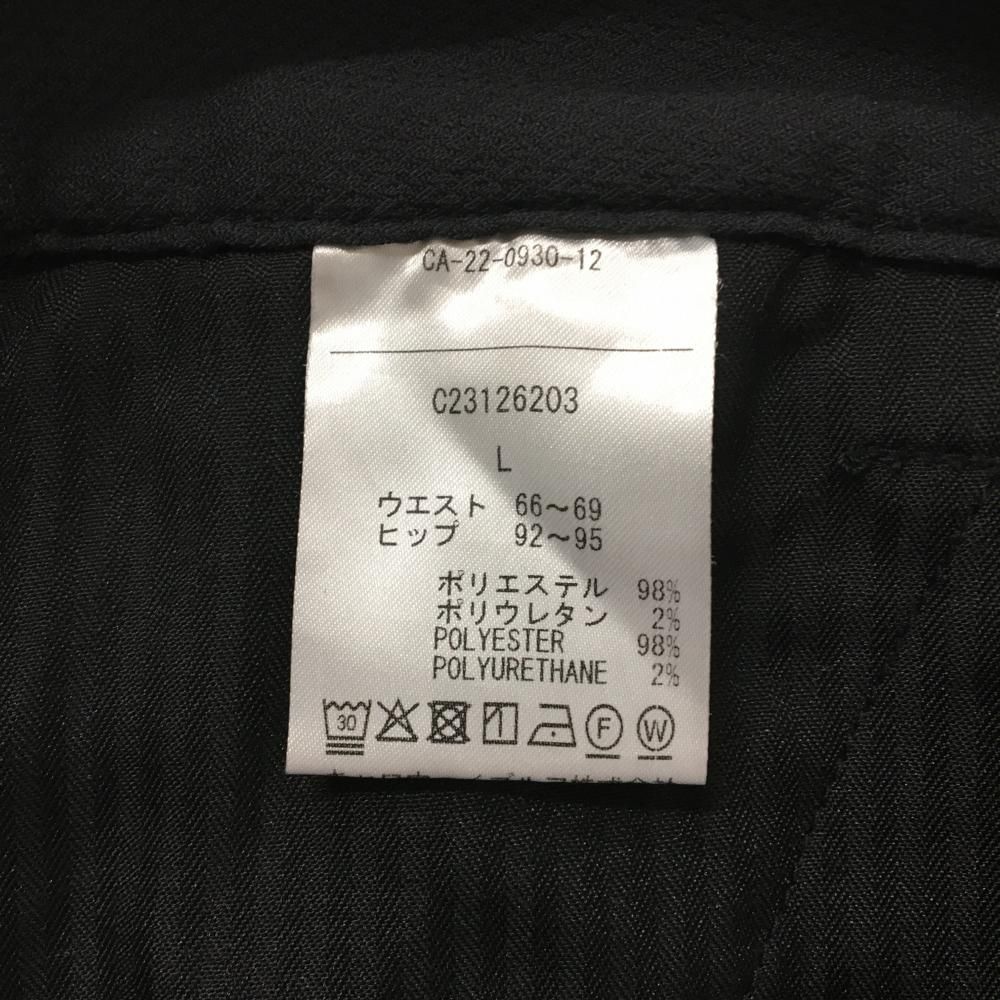 CA-22-0930-12
C23126203
L
ウエスト 66～69
ヒップ 92～95
ポリエステル 98%
ポリウレタン 2%
POLYESTER 98%
POLYURETHANE 2%
30 F W